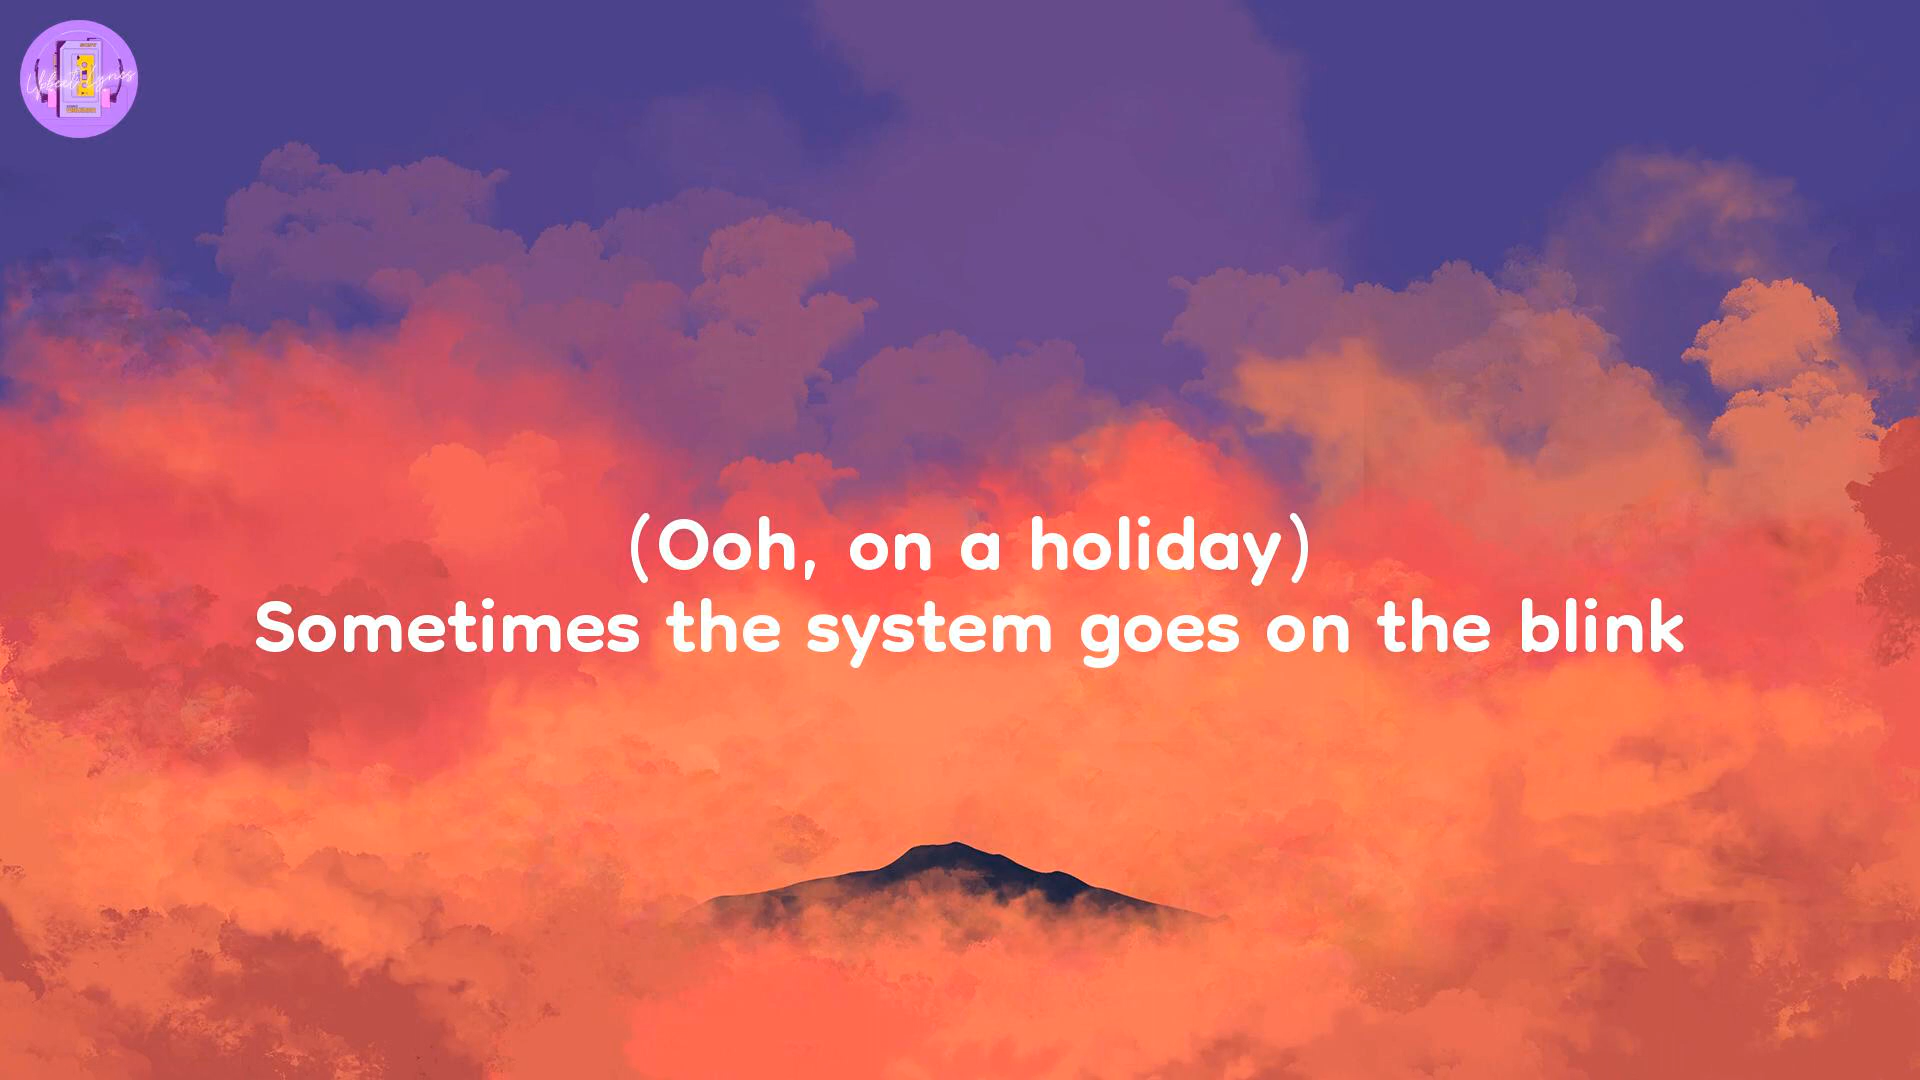 (Ooh, on a holiday)
Sometimes the system goes on the blink